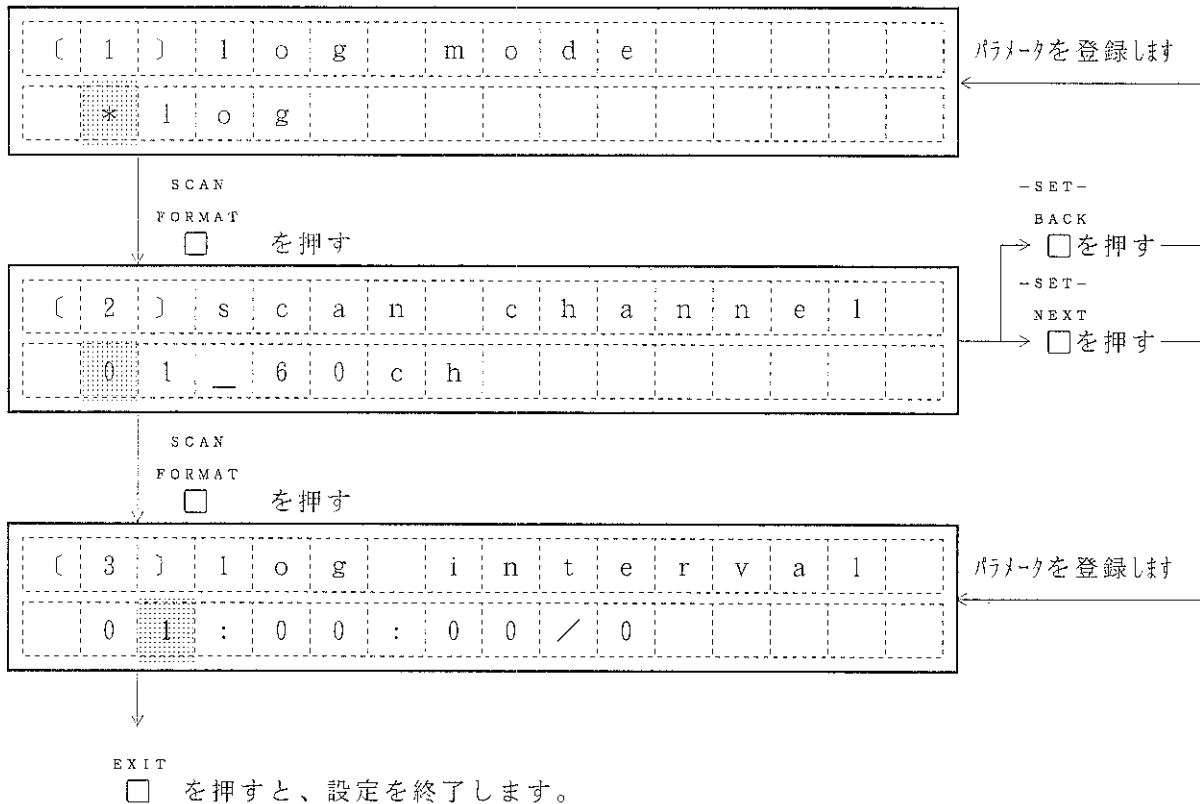 〔1〕log mode
*log
パラメータを登録します
SCAN
FORMAT
□ を押す
-SET-
BACK
□を押す
〔2〕scan channel
01_60ch
-SET-
NEXT
□を押す
SCAN
FORMAT
□ を押す
〔3〕log interval
01:00:00/0
パラメータを登録します
EXIT
□ を押すと、設定を終了します。